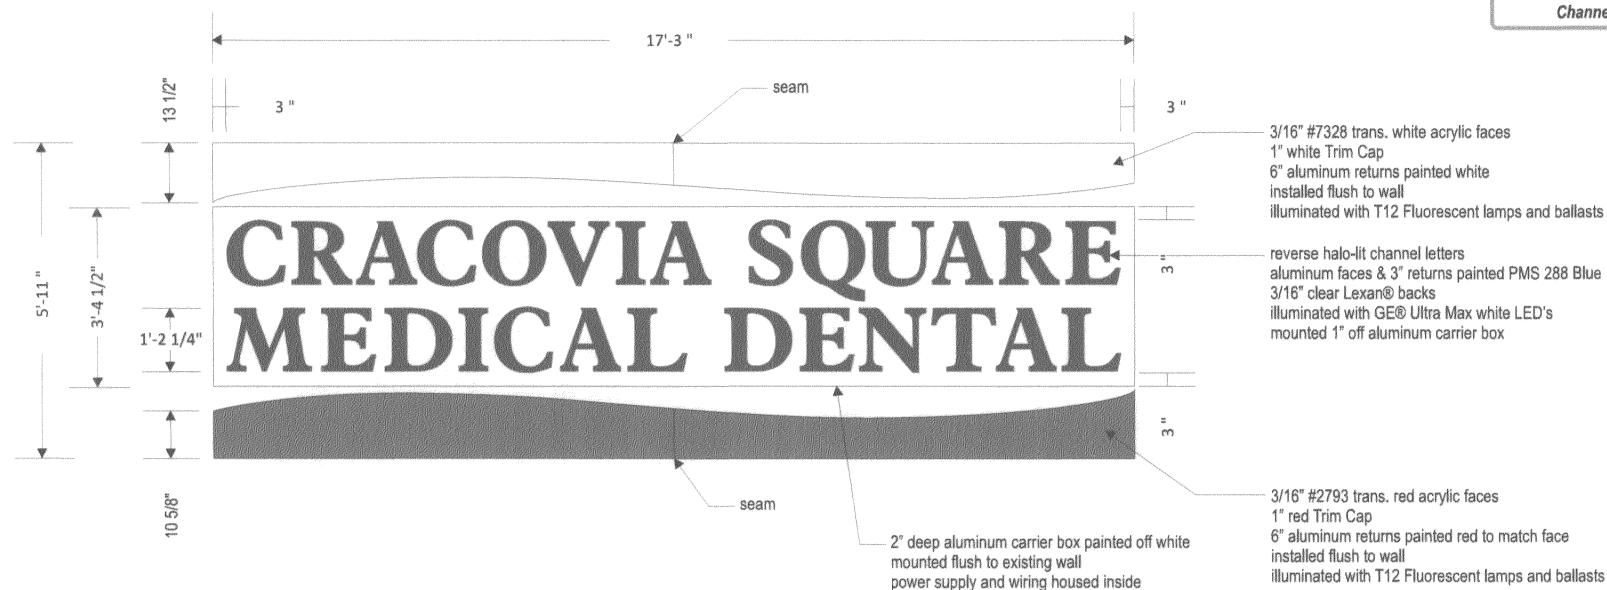 Channe
17'-3 "
13 1/2"
3 "
seam
3 "
3/16” #7328 trans. white acrylic faces
1” white Trim Cap
6” aluminum returns painted white
installed flush to wall
illuminated with T12 Fluorescent lamps and ballasts
5'-11 "
3'-4 1/2"
1'-2 1/4"
CRACOVIA SQUARE
MEDICAL DENTAL
3 "
reverse halo-lit channel letters
aluminum faces & 3” returns painted PMS 288 Blue
3/16” clear Lexan® backs
illuminated with GE® Ultra Max white LED's
mounted 1” off aluminum carrier box
3 "
10 5/8"
seam
2” deep aluminum carrier box painted off white
mounted flush to existing wall
power supply and wiring housed inside
3/16” #2793 trans. red acrylic faces
1” red Trim Cap
6” aluminum returns painted red to match face
installed flush to wall
illuminated with T12 Fluorescent lamps and ballasts